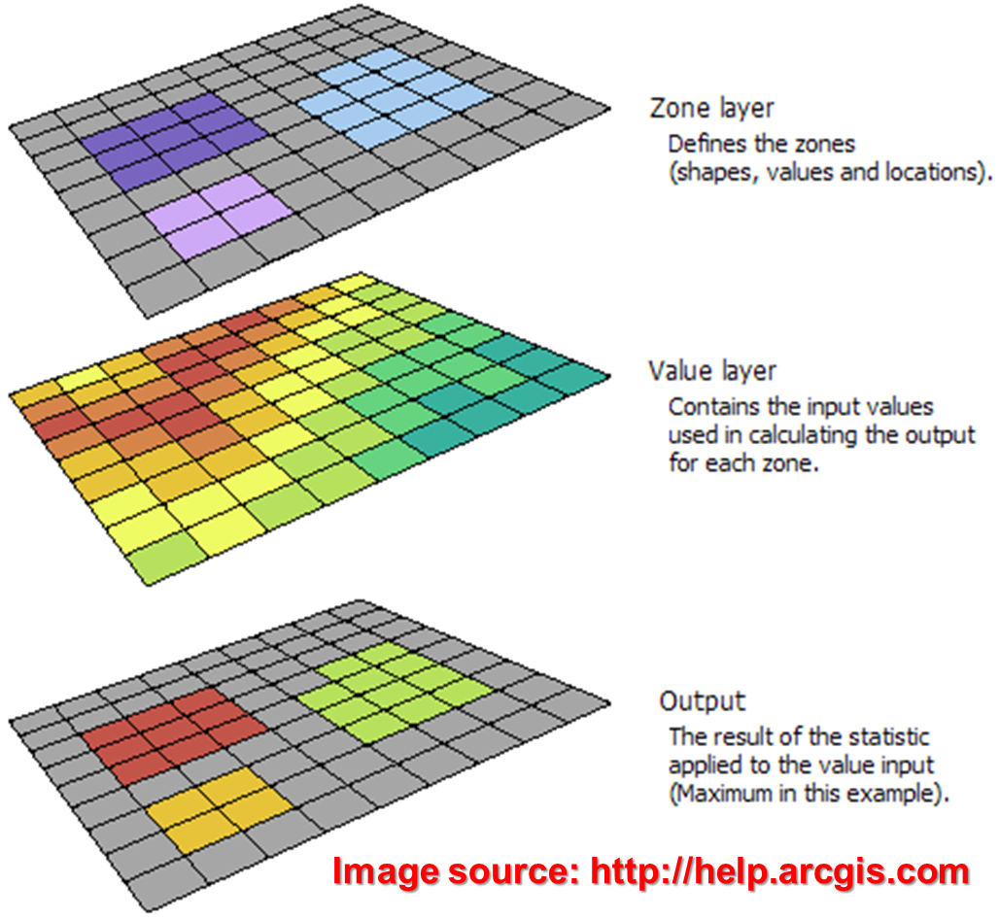 Zone layer
Defines the zones
(shapes, values and locations).
Value layer
Contains the input values
used in calculating the output
for each zone.
Output
The result of the statistic
applied to the value input
(Maximum in this example).
Image source: http://help.arcgis.com